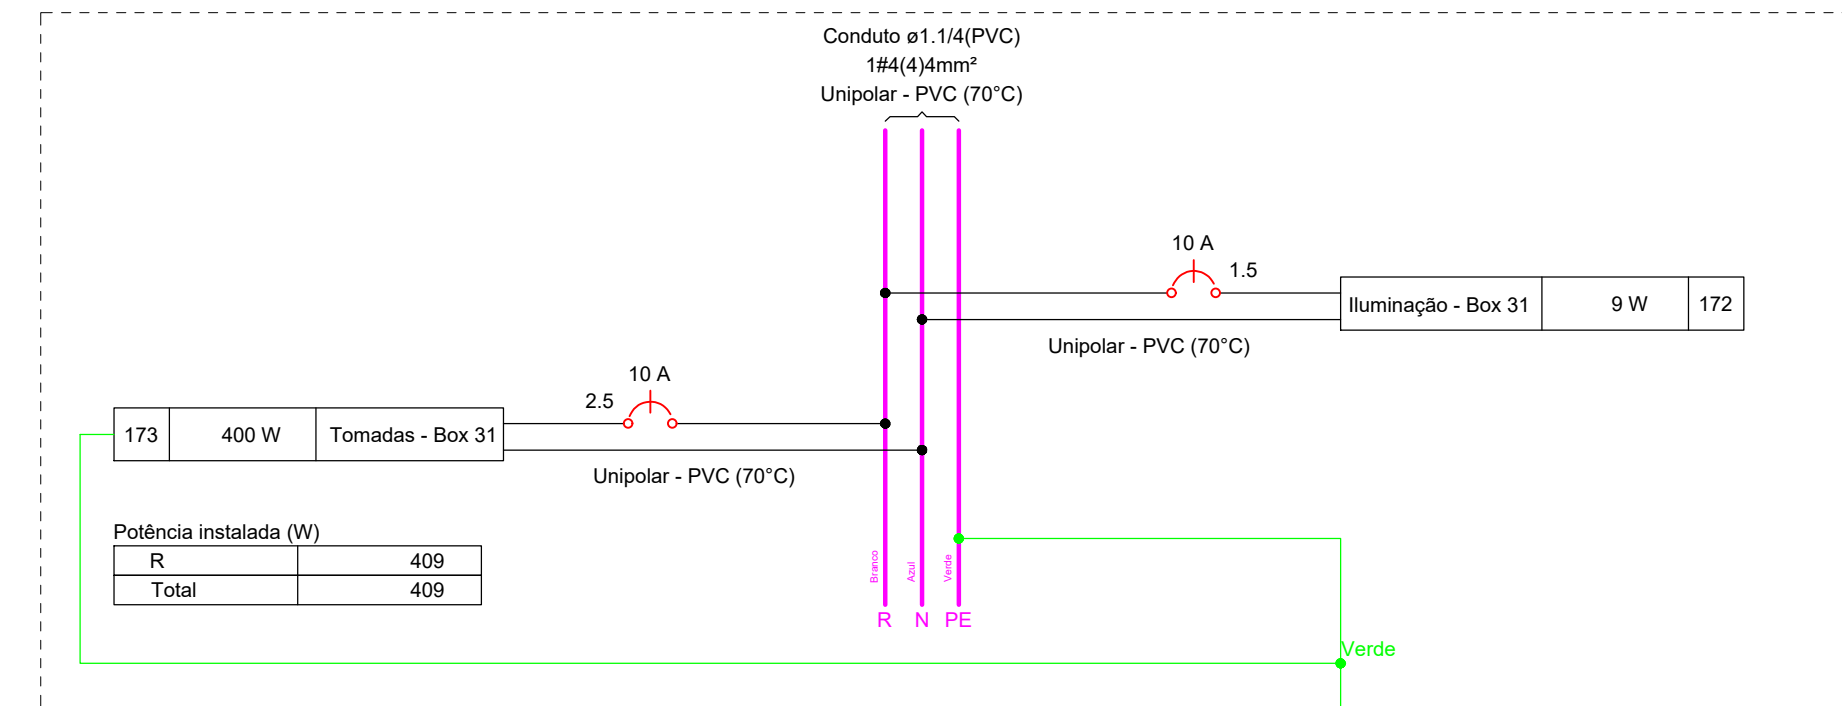 Conduto ø1.1/4(PVC)
1#4(4)4mm²
Unipolar - PVC (70°C)
10 A
1.5
Iluminação - Box 31 9 W 172
Unipolar - PVC (70°C)
10 A
2.5
173 400 W Tomadas - Box 31
Unipolar - PVC (70°C)
Potência instalada (W)
R 409
Total 409
Branco
Azul
Verde
R N PE
Verde